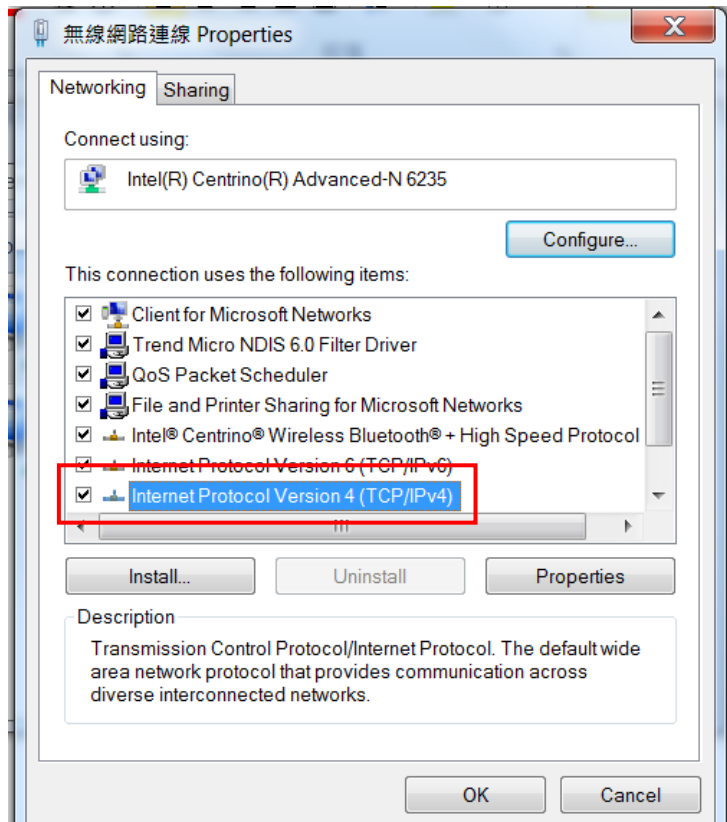 無線網路連線 Properties
Networking
Sharing
Connect using:
Intel(R) Centrino(R) Advanced-N 6235
Configure...
This connection uses the following items:
Client for Microsoft Networks
Trend Micro NDIS 6.0 Filter Driver
QoS Packet Scheduler
File and Printer Sharing for Microsoft Networks
Intel® Centrino® Wireless Bluetooth® + High Speed Protocol
Internet Protocol Version 6 (TCP/IPv6)
Internet Protocol Version 4 (TCP/IPv4)
Install...
Uninstall
Properties
Description
Transmission Control Protocol/Internet Protocol. The default wide
area network protocol that provides communication across
diverse interconnected networks.
OK
Cancel